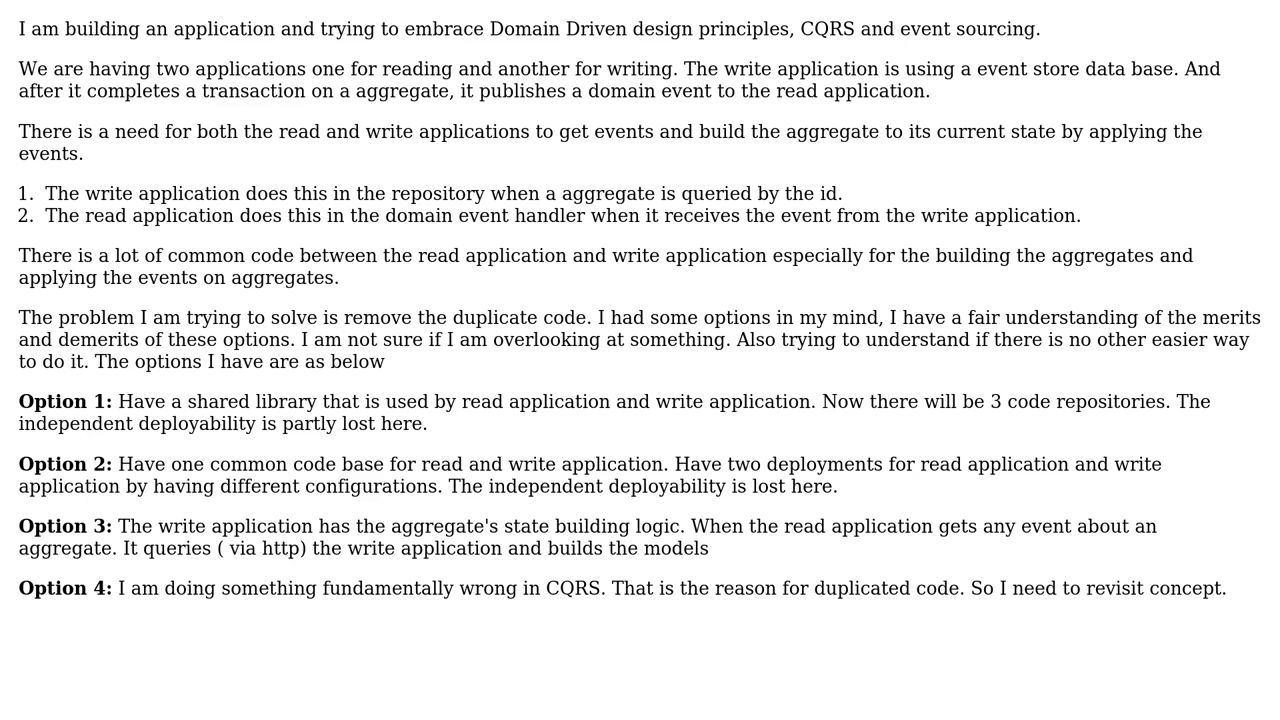 I am building an application and trying to embrace Domain Driven design principles, CQRS and event sourcing.
We are having two applications one for reading and another for writing. The write application is using a event store data base. And
after it completes a transaction on a aggregate, it publishes a domain event to the read application.
There is a need for both the read and write applications to get events and build the aggregate to its current state by applying the
events.
1. The write application does this in the repository when a aggregate is queried by the id.
2. The read application does this in the domain event handler when it receives the event from the write application.
There is a lot of common code between the read application and write application especially for the building the aggregates and
applying the events on aggregates.
The problem I am trying to solve is remove the duplicate code. I had some options in my mind, I have a fair understanding of the merits
and demerits of these options. I am not sure if I am overlooking at something. Also trying to understand if there is no other easier way
to do it. The options I have are as below
Option 1: Have a shared library that is used by read application and write application. Now there will be 3 code repositories. The
independent deployability is partly lost here.
Option 2: Have one common code base for read and write application. Have two deployments for read application and write
application by having different configurations. The independent deployability is lost here.
Option 3: The write application has the aggregate's state building logic. When the read application gets any event about an
aggregate. It queries ( via http) the write application and builds the models
Option 4: I am doing something fundamentally wrong in CQRS. That is the reason for duplicated code. So I need to revisit concept.